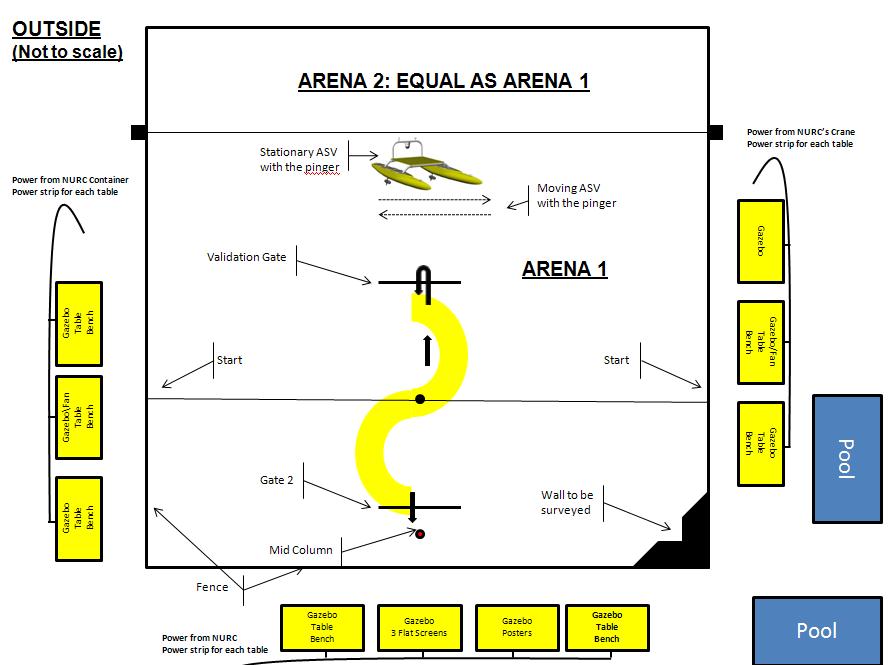 OUTSIDE
(Not to scale)
ARENA 2: EQUAL AS ARENA 1
Power from NURC's Crane
Power strip for each table
Stationary ASV
with the pinger
Power from NURC Container
Power strip for each table
Moving ASV
with the pinger
Gazebo
Validation Gate
ARENA 1
Gazebo
Table
Bench
Gazebo/Fan
Table
Bench
Start
Start
Gazebo\Fan
Table
Bench
Gazebo
Table
Bench
Pool
Gate 2
Wall to be
surveyed
Gazebo
Table
Bench
Mid Column
Fence
Gazebo
Table
Bench
Gazebo
3 Flat Screens
Gazebo
Posters
Gazebo
Table
Bench
Pool
Power from NURC
Power strip for each table